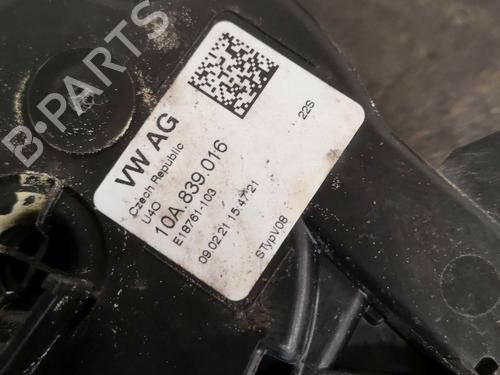 B-PARTS
VW AG
Czech Republic
U4O
10A.839.016
E18761-103
09.02.21 15:47:21
STypV08
22S